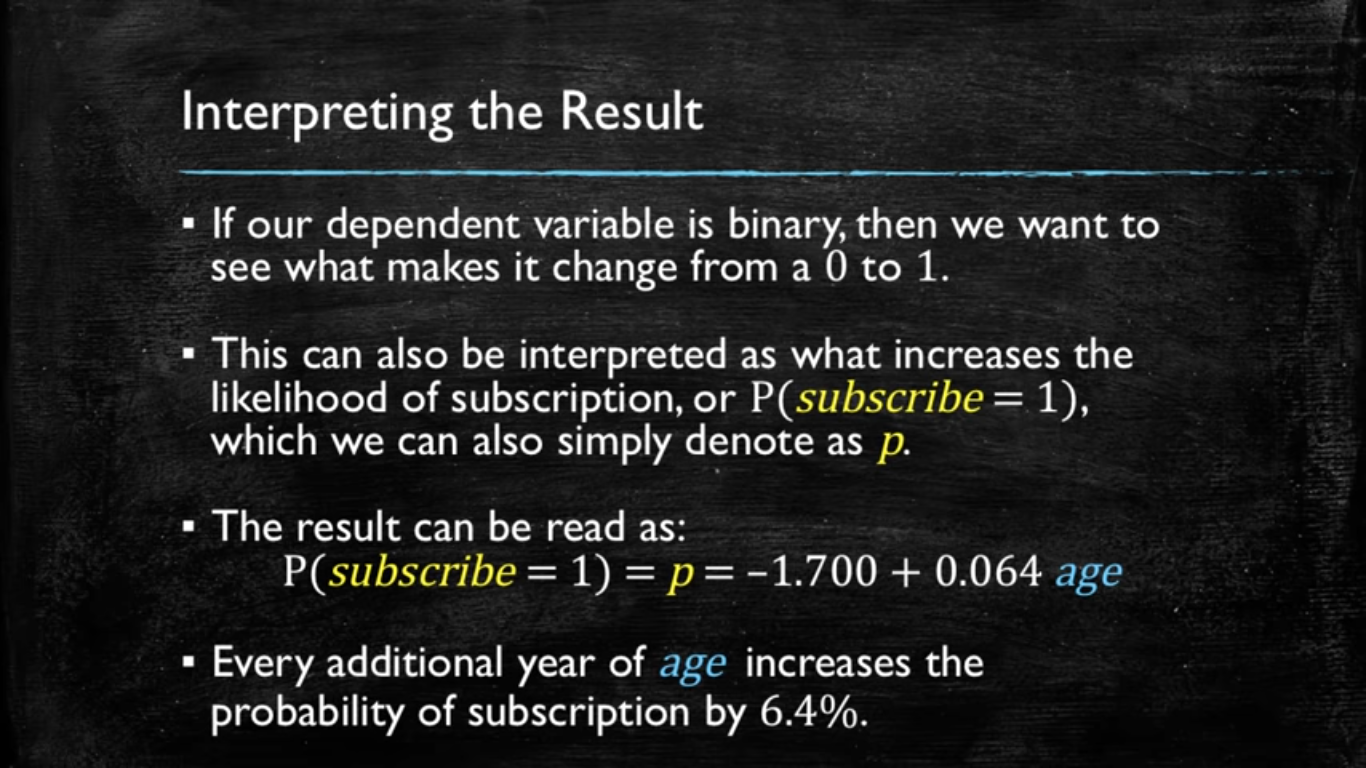 Interpreting the Result
▪ If our dependent variable is binary, then we want to
see what makes it change from a 0 to 1.
▪ This can also be interpreted as what increases the
likelihood of subscription, or P(subscribe = 1),
which we can also simply denote as p.
▪ The result can be read as:
P(subscribe = 1) = p = –1.700 + 0.064 age
▪ Every additional year of age increases the
probability of subscription by 6.4%.